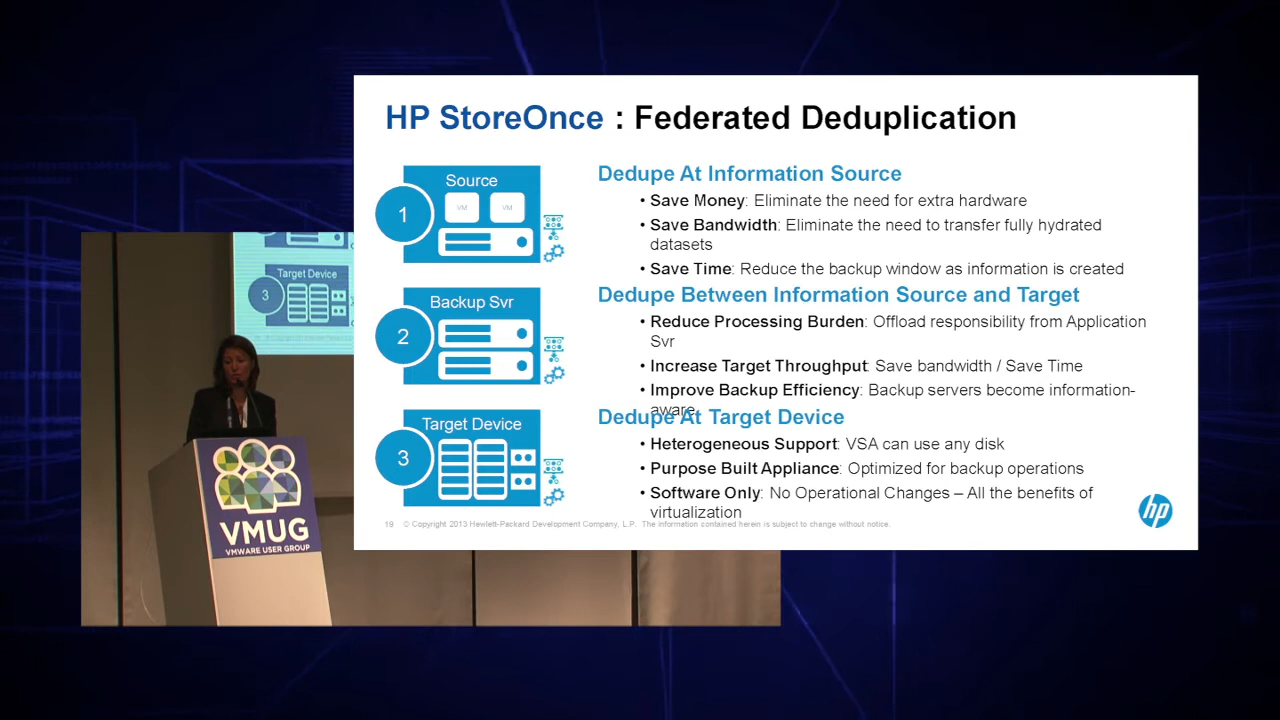 HP StoreOnce : Federated Deduplication
Source
VM
VM
1
Dedupe At Information Source
• Save Money: Eliminate the need for extra hardware
• Save Bandwidth: Eliminate the need to transfer fully hydrated
datasets
• Save Time: Reduce the backup window as information is created
Backup Svr
2
Dedupe Between Information Source and Target
• Reduce Processing Burden: Offload responsibility from Application
Svr
• Increase Target Throughput: Save bandwidth / Save Time
• Improve Backup Efficiency: Backup servers become information-
aware
Target Device
3
Dedupe At Target Device
• Heterogeneous Support: VSA can use any disk
• Purpose Built Appliance: Optimized for backup operations
• Software Only: No Operational Changes – All the benefits of
virtualization
19 © Copyright 2013 Hewlett-Packard Development Company, L.P. The information contained herein is subject to change without notice.
hp
Target Device
3
VMUG
VMWARE USER GROUP